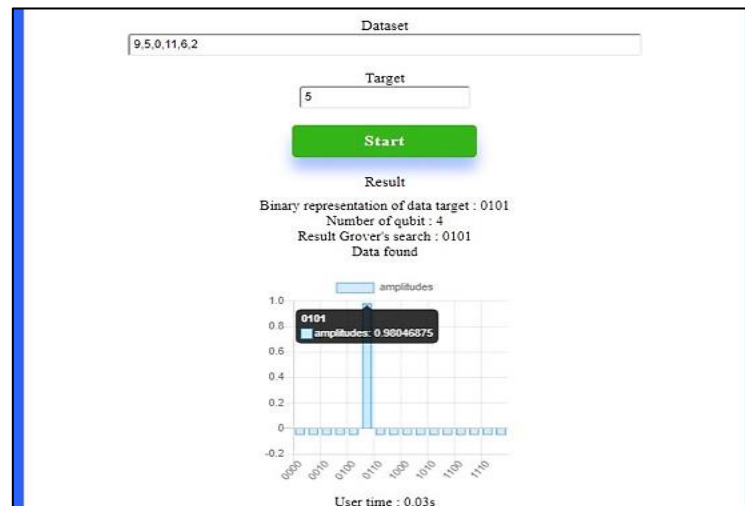 Dataset
9,5,0,11,6,2
Target
5
Start
Result
Binary representation of data target : 0101
Number of qubit : 4
Result Grover's search : 0101
Data found
amplitudes
1.0
0101
amplitudes: 0.98046875
0.8
0.6
0.4
0.2
0
-0.2
0000 0010 0100 0110 1000 1010 1100 1110
User time : 0.03s